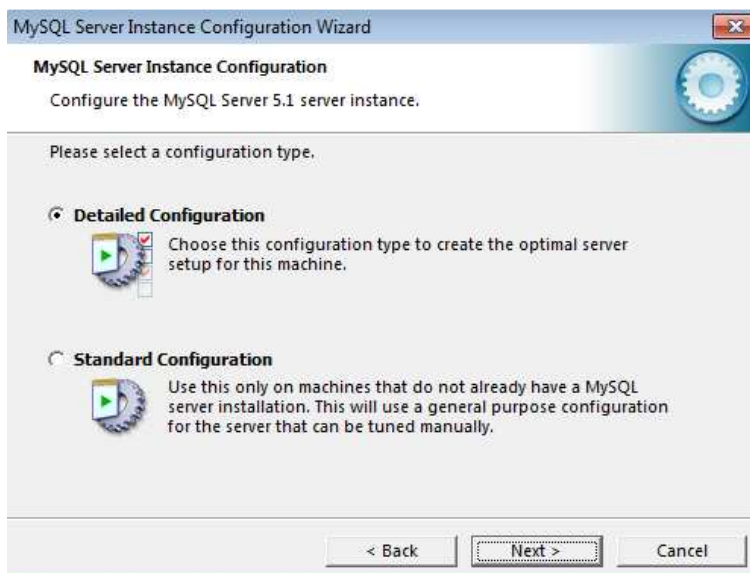 MySQL Server Instance Configuration Wizard
MySQL Server Instance Configuration
Configure the MySQL Server 5.1 server instance.
Please select a configuration type.
Detailed Configuration
Choose this configuration type to create the optimal server
setup for this machine.
Standard Configuration
Use this only on machines that do not already have a MySQL
server installation. This will use a general purpose configuration
for the server that can be tuned manually.
< Back Next > Cancel